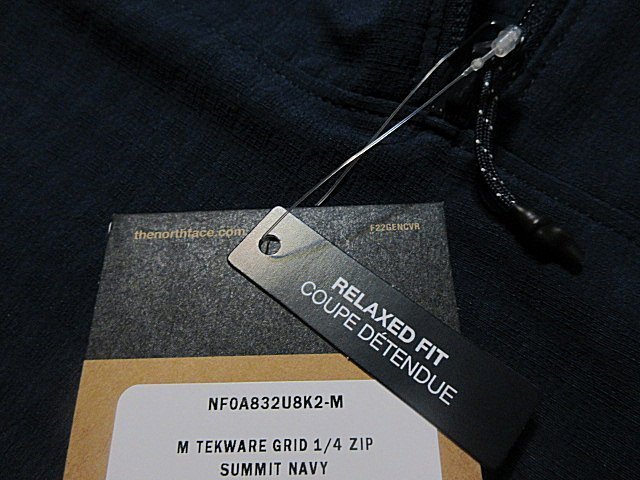 thenorthface.com
F22GENCVR
RELAXED FIT
COUPE DÉTENDUE
NF0A832U8K2-M
M TEKWARE GRID 1/4 ZIP
SUMMIT NAVY